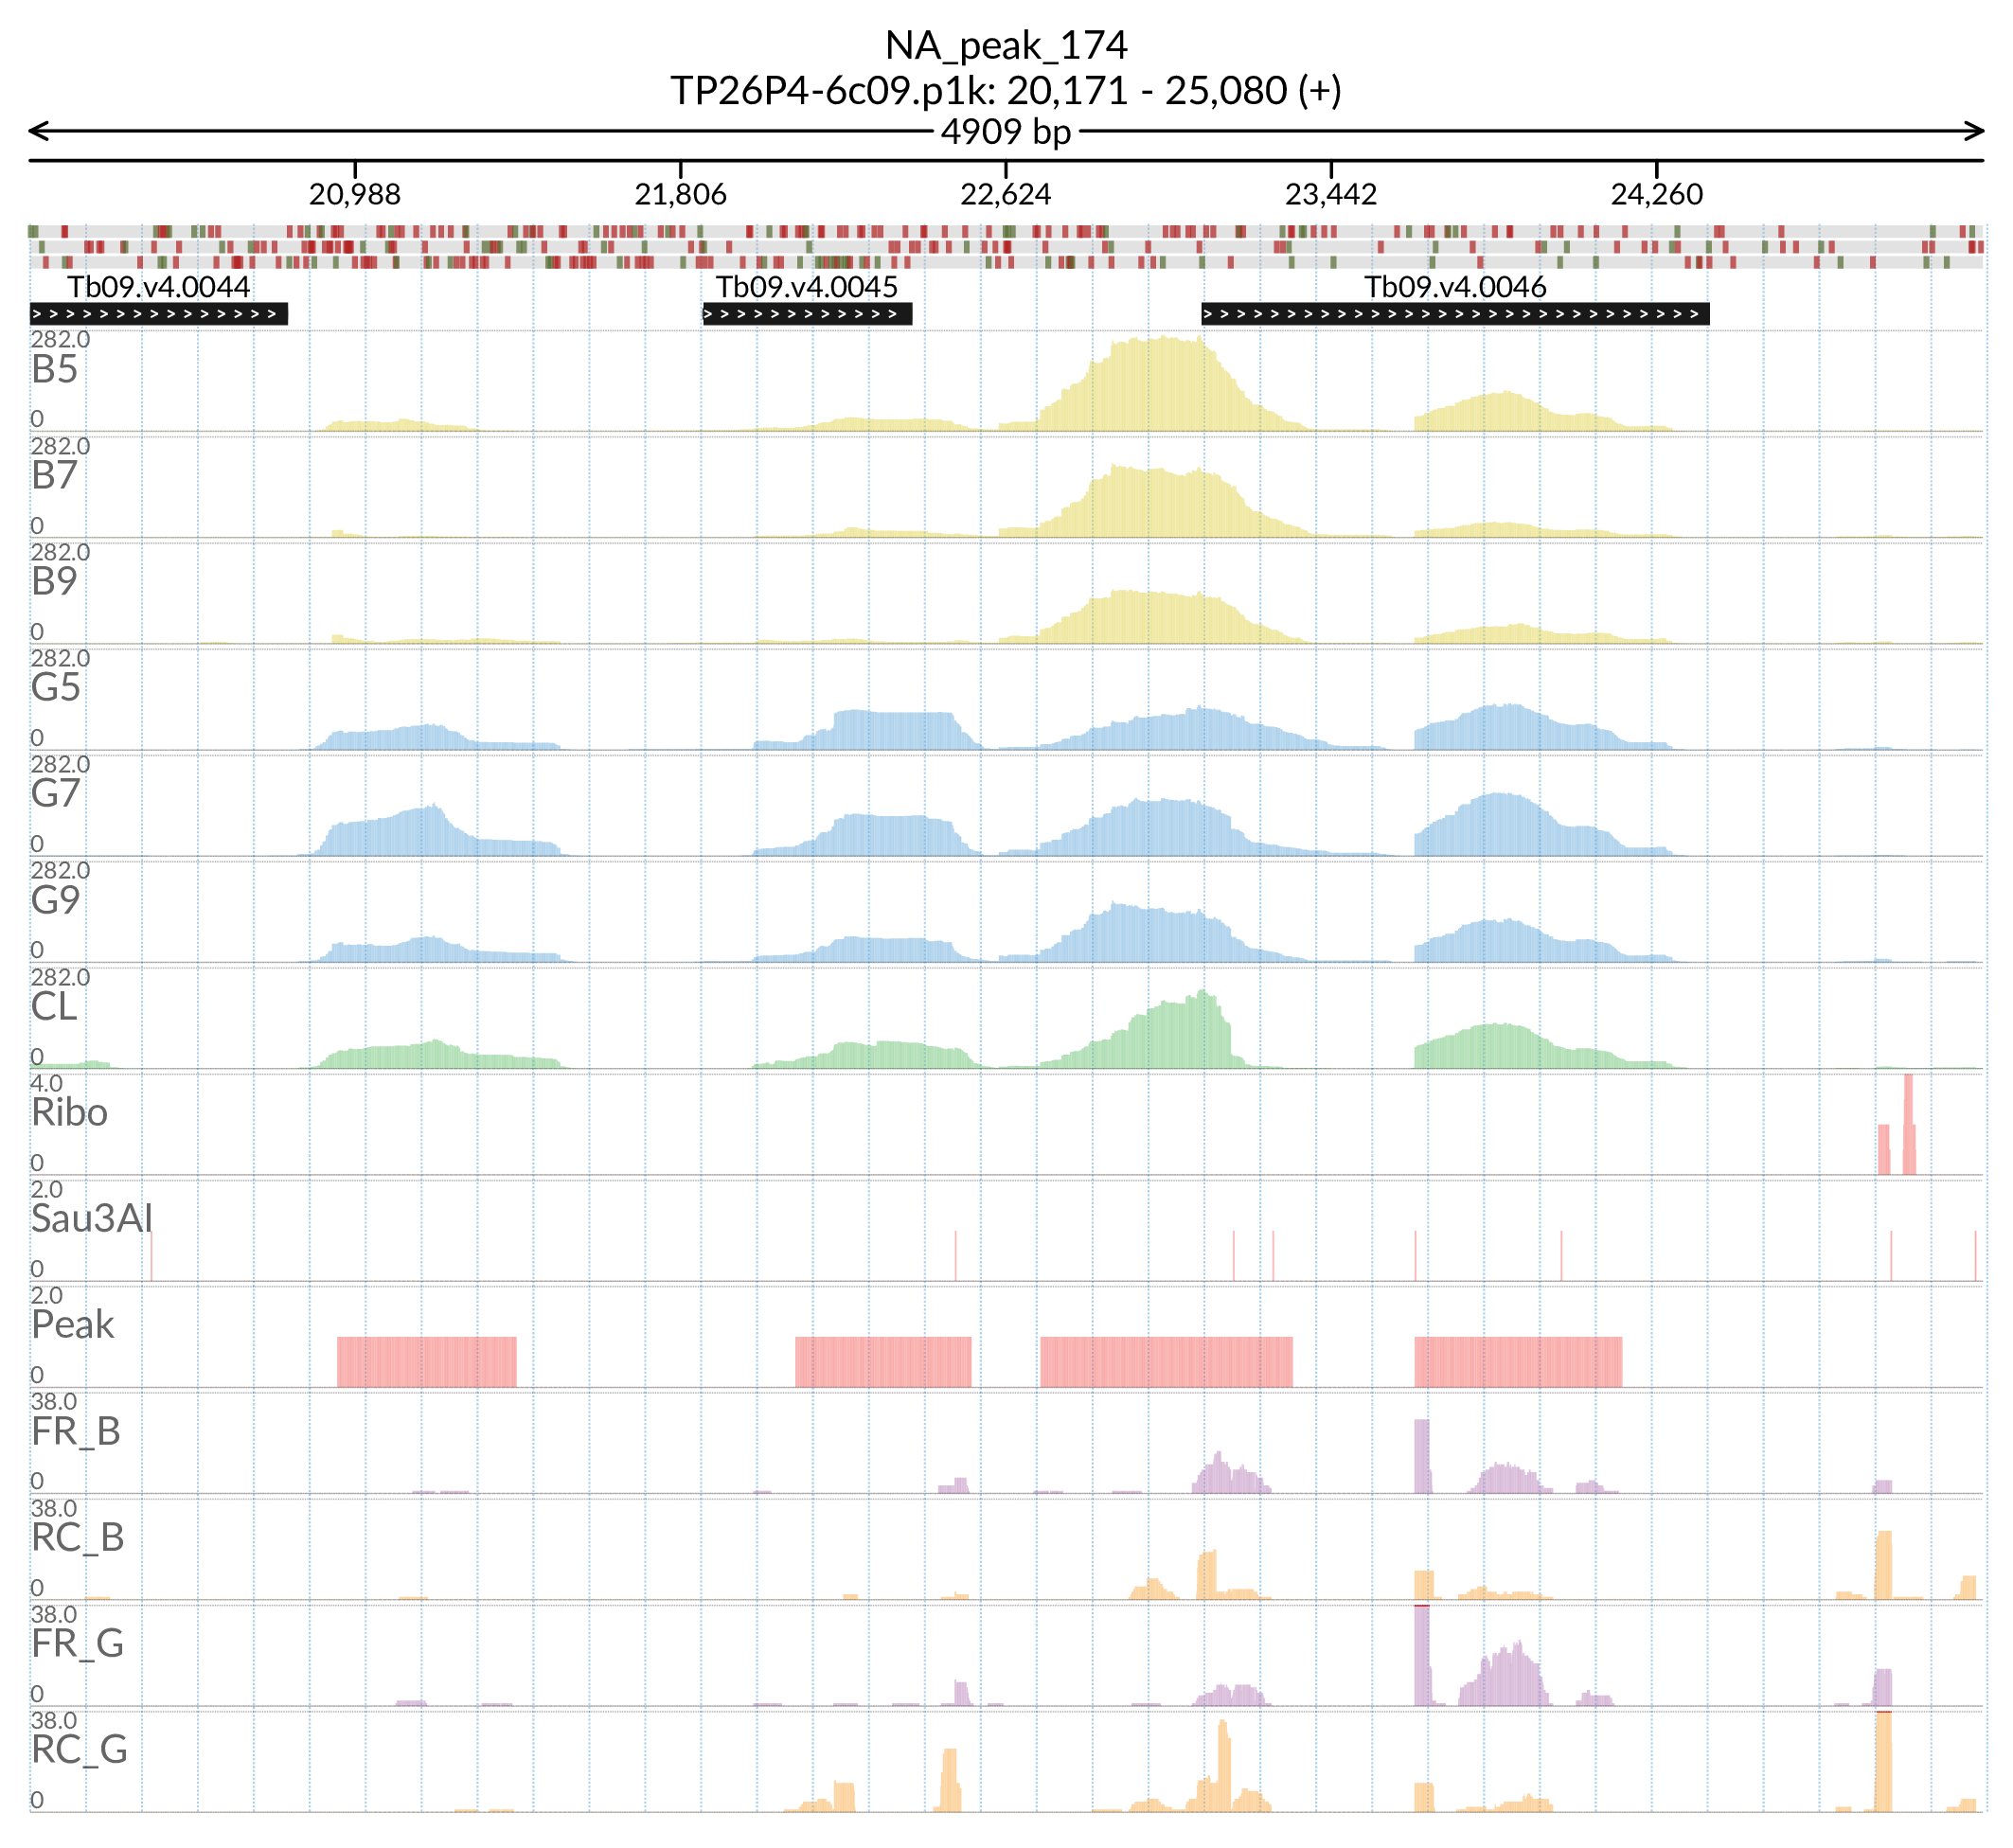 NA_peak_174
TP26P4-6c09.p1k: 20,171 - 25,080 (+)
4909 bp
20,988 21,806 22,624 23,442 24,260
Tb09.v4.0044 Tb09.v4.0045 Tb09.v4.0046
282.0
B5
0
282.0
B7
0
282.0
B9
0
282.0
G5
0
282.0
G7
0
282.0
G9
0
282.0
CL
0
4.0
Ribo
0
2.0
Sau3AI
0
2.0
Peak
0
38.0
FR_B
0
38.0
RC_B
0
38.0
FR_G
0
38.0
RC_G
0